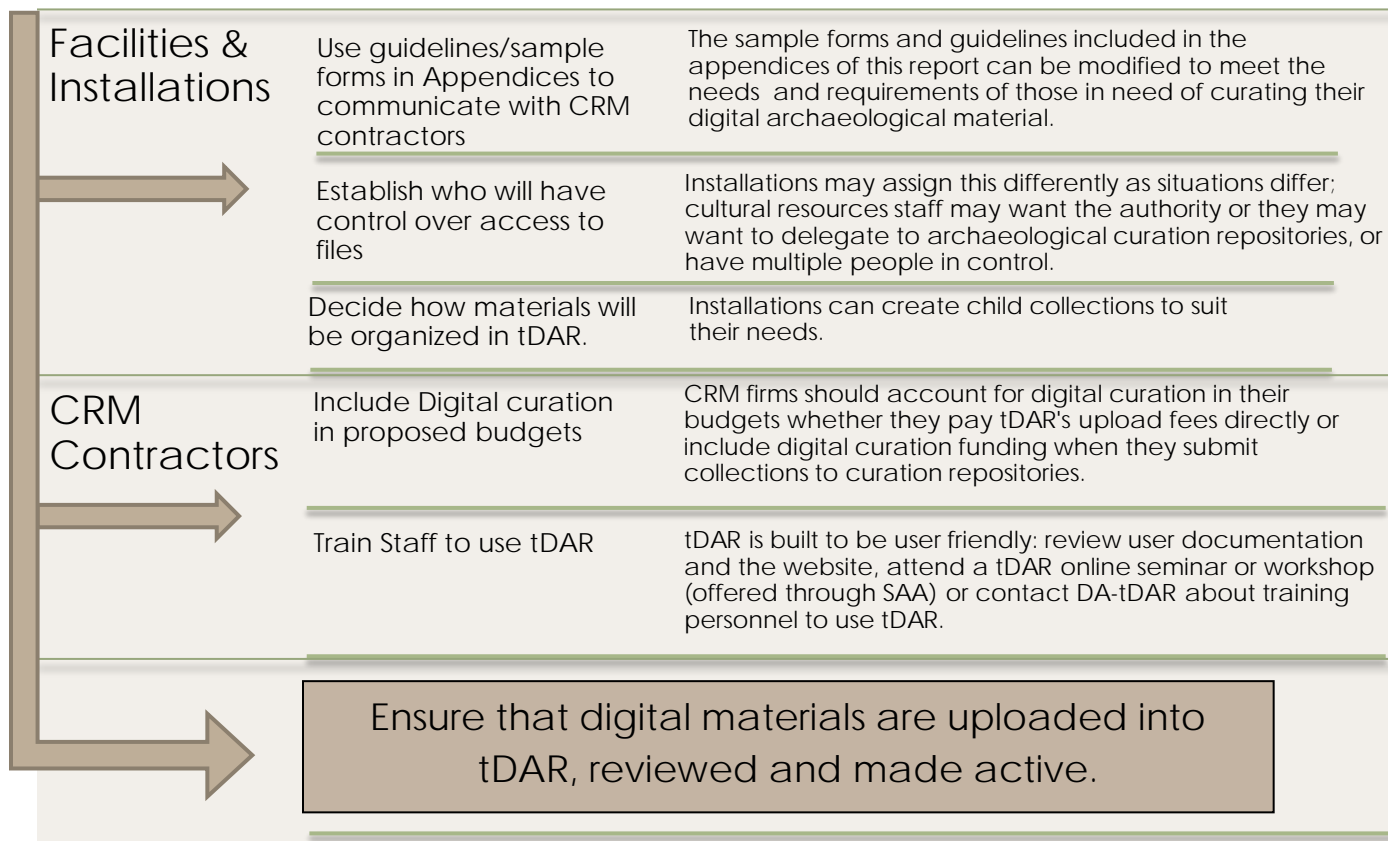 Facilities &
Installations
Use guidelines/sample
forms in Appendices to
communicate with CRM
contractors
The sample forms and guidelines included in the
appendices of this report can be modified to meet the
needs and requirements of those in need of curating their
digital archaeological material.
Establish who will have
control over access to
files
Installations may assign this differently as situations differ;
cultural resources staff may want the authority or they may
want to delegate to archaeological curation repositories, or
have multiple people in control.
Decide how materials will
be organized in tDAR.
Installations can create child collections to suit
their needs.
CRM
Contractors
Include Digital curation
in proposed budgets
CRM firms should account for digital curation in their
budgets whether they pay tDAR's upload fees directly or
include digital curation funding when they submit
collections to curation repositories.
Train Staff to use tDAR
tDAR is built to be user friendly: review user documentation
and the website, attend a tDAR online seminar or workshop
(offered through SAA) or contact DA-tDAR about training
personnel to use tDAR.
Ensure that digital materials are uploaded into
tDAR, reviewed and made active.